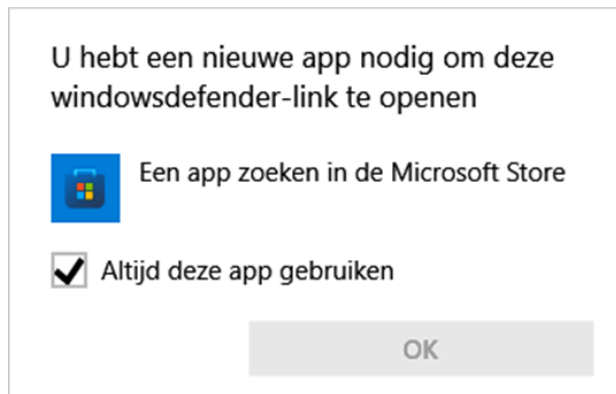 U hebt een nieuwe app nodig om deze
windowsdefender-link te openen
Een app zoeken in de Microsoft Store
Altijd deze app gebruiken
OK